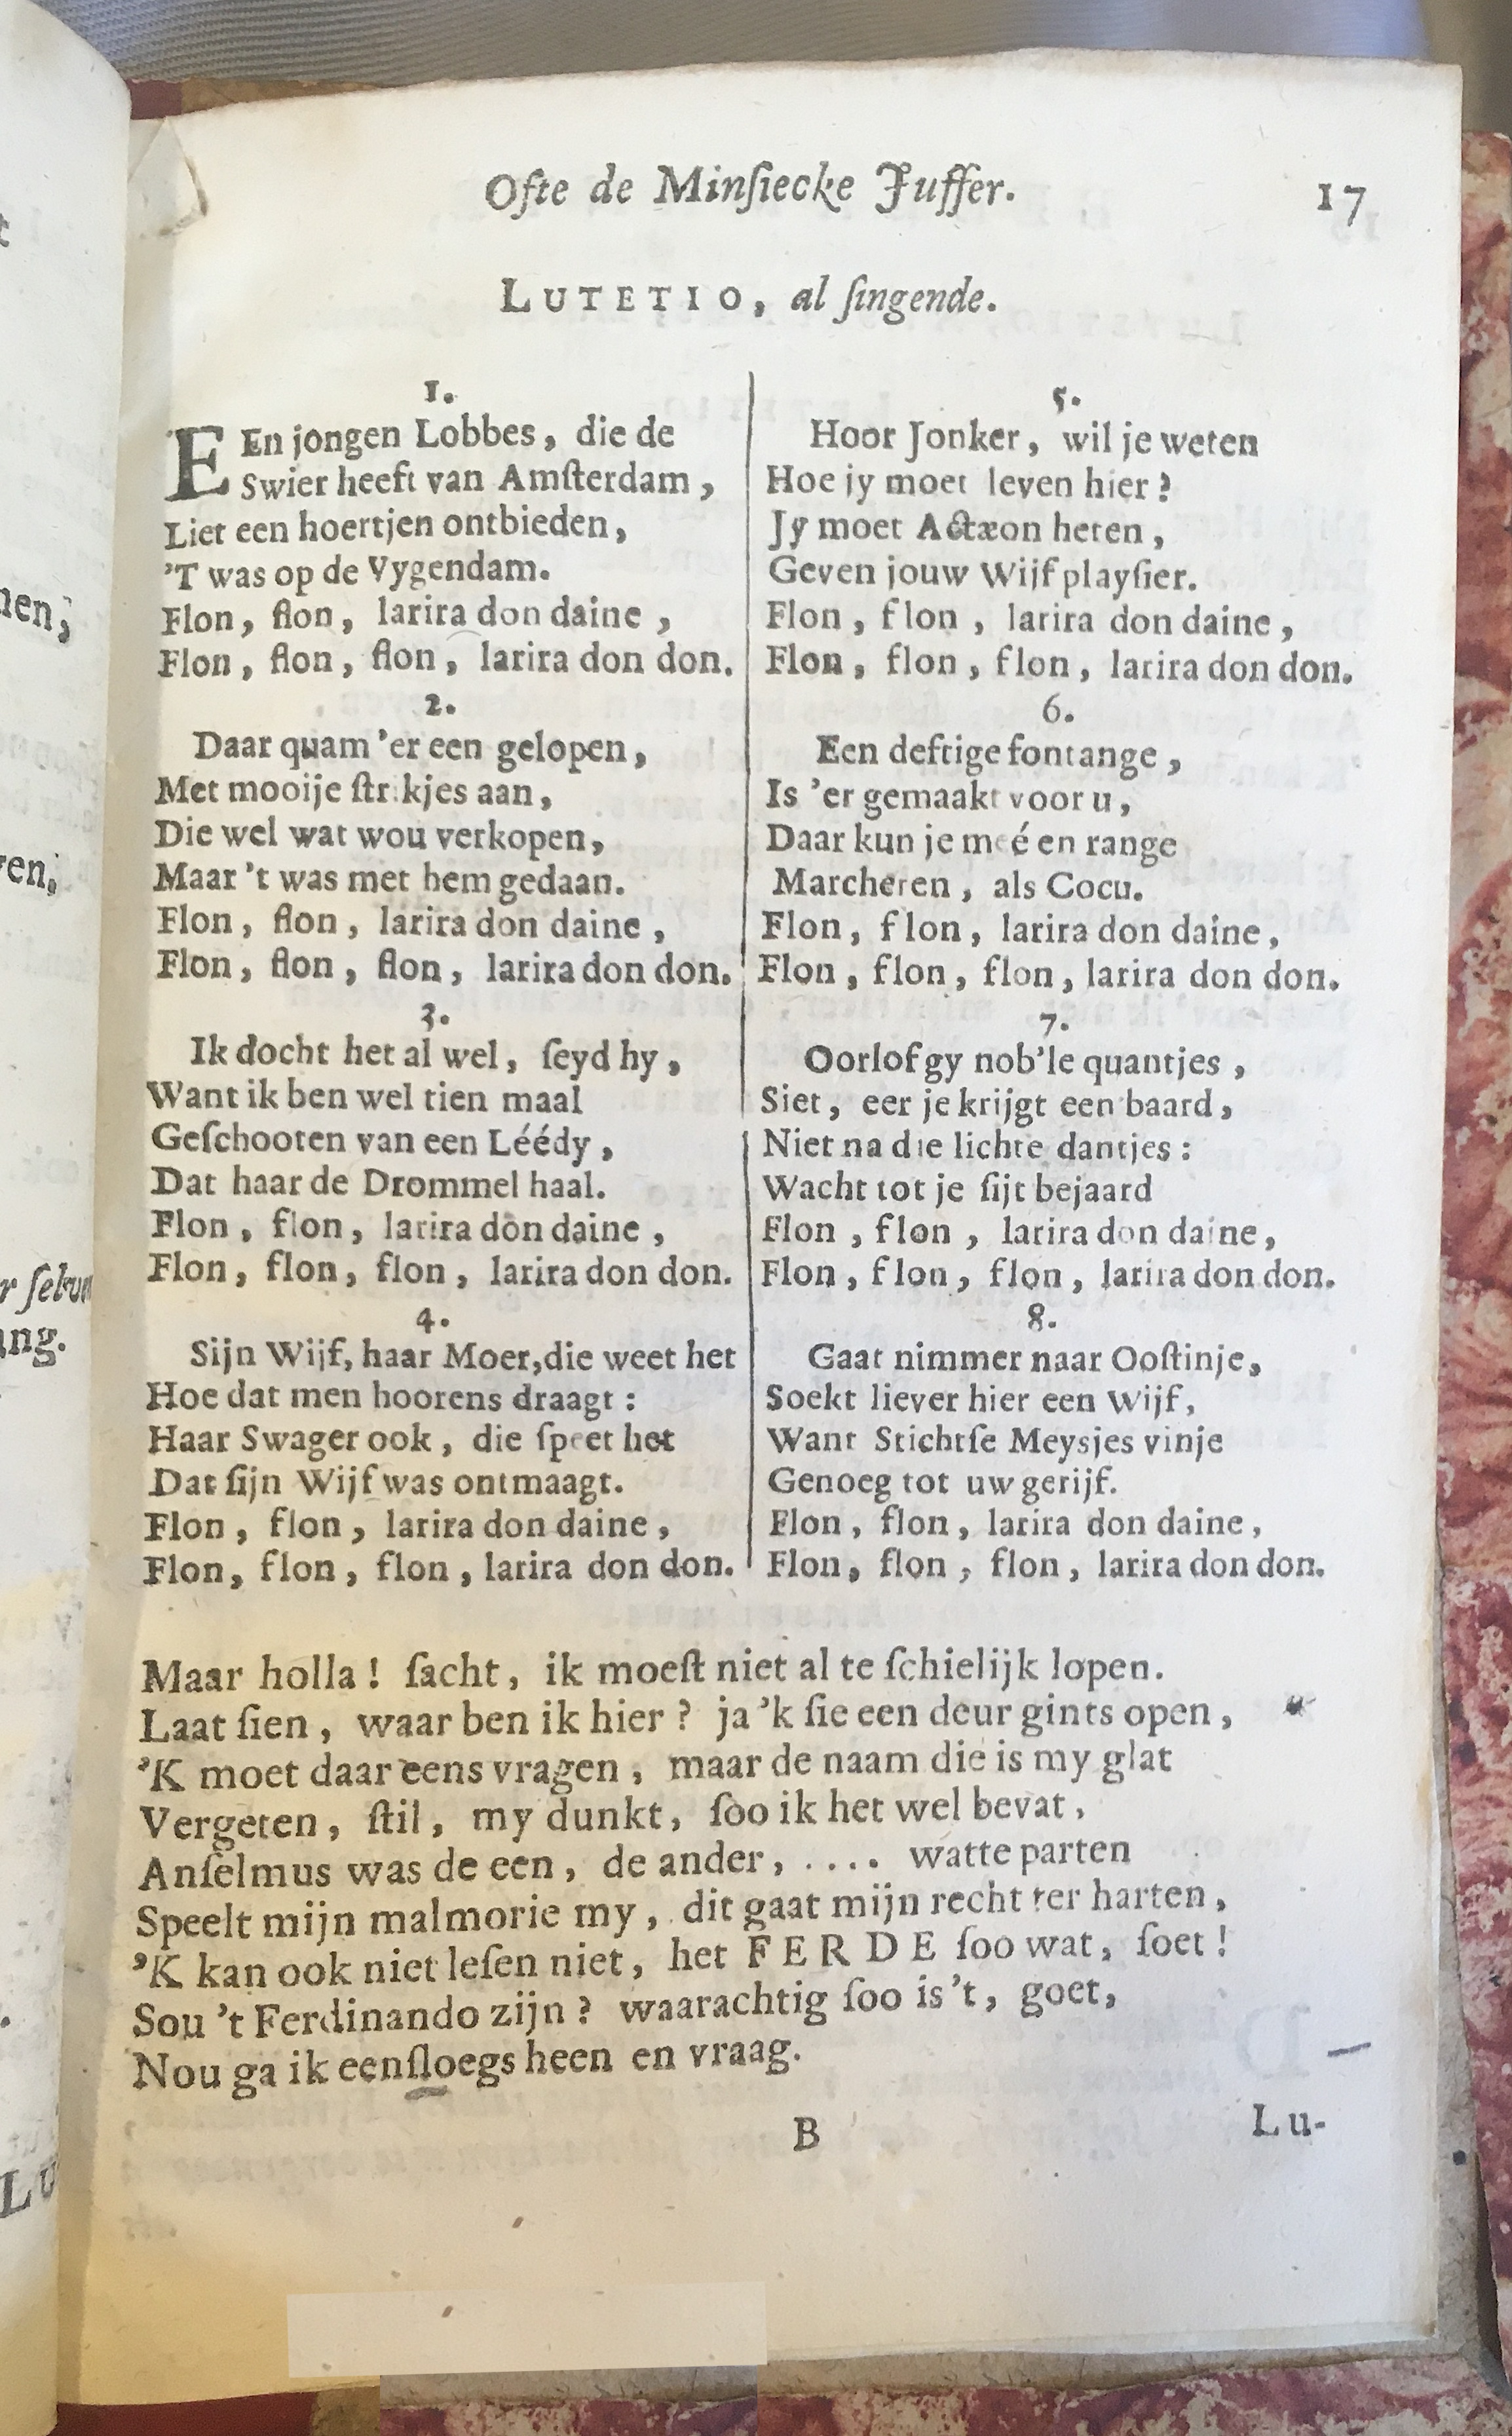 Ofte de Minſiecke Juffer. 17
LUTETIO, al ſingende.
1.
EEn jongen Lobbes, die de
Swier heeft van Amſterdam,
Liet een hoertjen ontbieden,
'T was op de Vygendam.
Flon, flon, larira don daine,
Flon, flon, flon, larira don don.
2.
Daar quam 'er een gelopen,
Met mooije ſtrikjes aan,
Die wel wat wou verkopen,
Maar 't was met hem gedaan.
Flon, flon, larira don daine,
Flon, flon, flon, larira don don.
3.
Ik docht het al wel, ſeyd hy,
Want ik ben wel tien maal
Geſchooten van een Léédy,
Dat haar de Drommel haal.
Flon, flon, larira don daine,
Flon, flon, flon, larira don don.
4.
Sijn Wijf, haar Moer, die weet het
Hoe dat men hoorens draagt:
Haar Swager ook, die ſpeet het
Dat ſijn Wijf was ontmaagt.
Flon, flon, larira don daine,
Flon, flon, flon, larira don don.
5.
Hoor Jonker, wil je weten
Hoe jy moet leven hier?
Jy moet Actæon heten,
Geven jouw Wijf playſier.
Flon, flon, larira don daine,
Flon, flon, flon, larira don don.
6.
Een deftige fontange,
Is 'er gemaakt voor u,
Daar kun je meé en range
Marcheren, als Cocu.
Flon, flon, larira don daine,
Flon, flon, flon, larira don don.
7.
Oorlof gy nob'le quantjes,
Siet, eer je krijgt een baard,
Niet na die lichte dantjes:
Wacht tot je ſijt bejaard
Flon, flon, larira don daine,
Flon, flon, flon, larira don don.
8.
Gaat nimmer naar Ooſtinje,
Soekt liever hier een Wijf,
Want Stichtſe Meysjes vinje
Genoeg tot uw gerijf.
Flon, flon, larira don daine,
Flon, flon, flon, larira don don.
Maar holla! ſacht, ik moeſt niet al te ſchielijk lopen.
Laat ſien, waar ben ik hier? ja 'k ſie een deur gints open,
'K moet daar eens vragen, maar de naam die is my glat
Vergeten, ſtil, my dunkt, ſoo ik het wel bevat,
Anſelmus was de een, de ander, .... watte parten
Speelt mijn malmorie my, dit gaat mijn recht ter harten,
'K kan ook niet leſen niet, het FERDE ſoo wat, ſoet!
Sou 't Ferdinando zijn? waarachtig ſoo is 't, goet,
Nou ga ik eenſloegs heen en vraag.
B Lu-